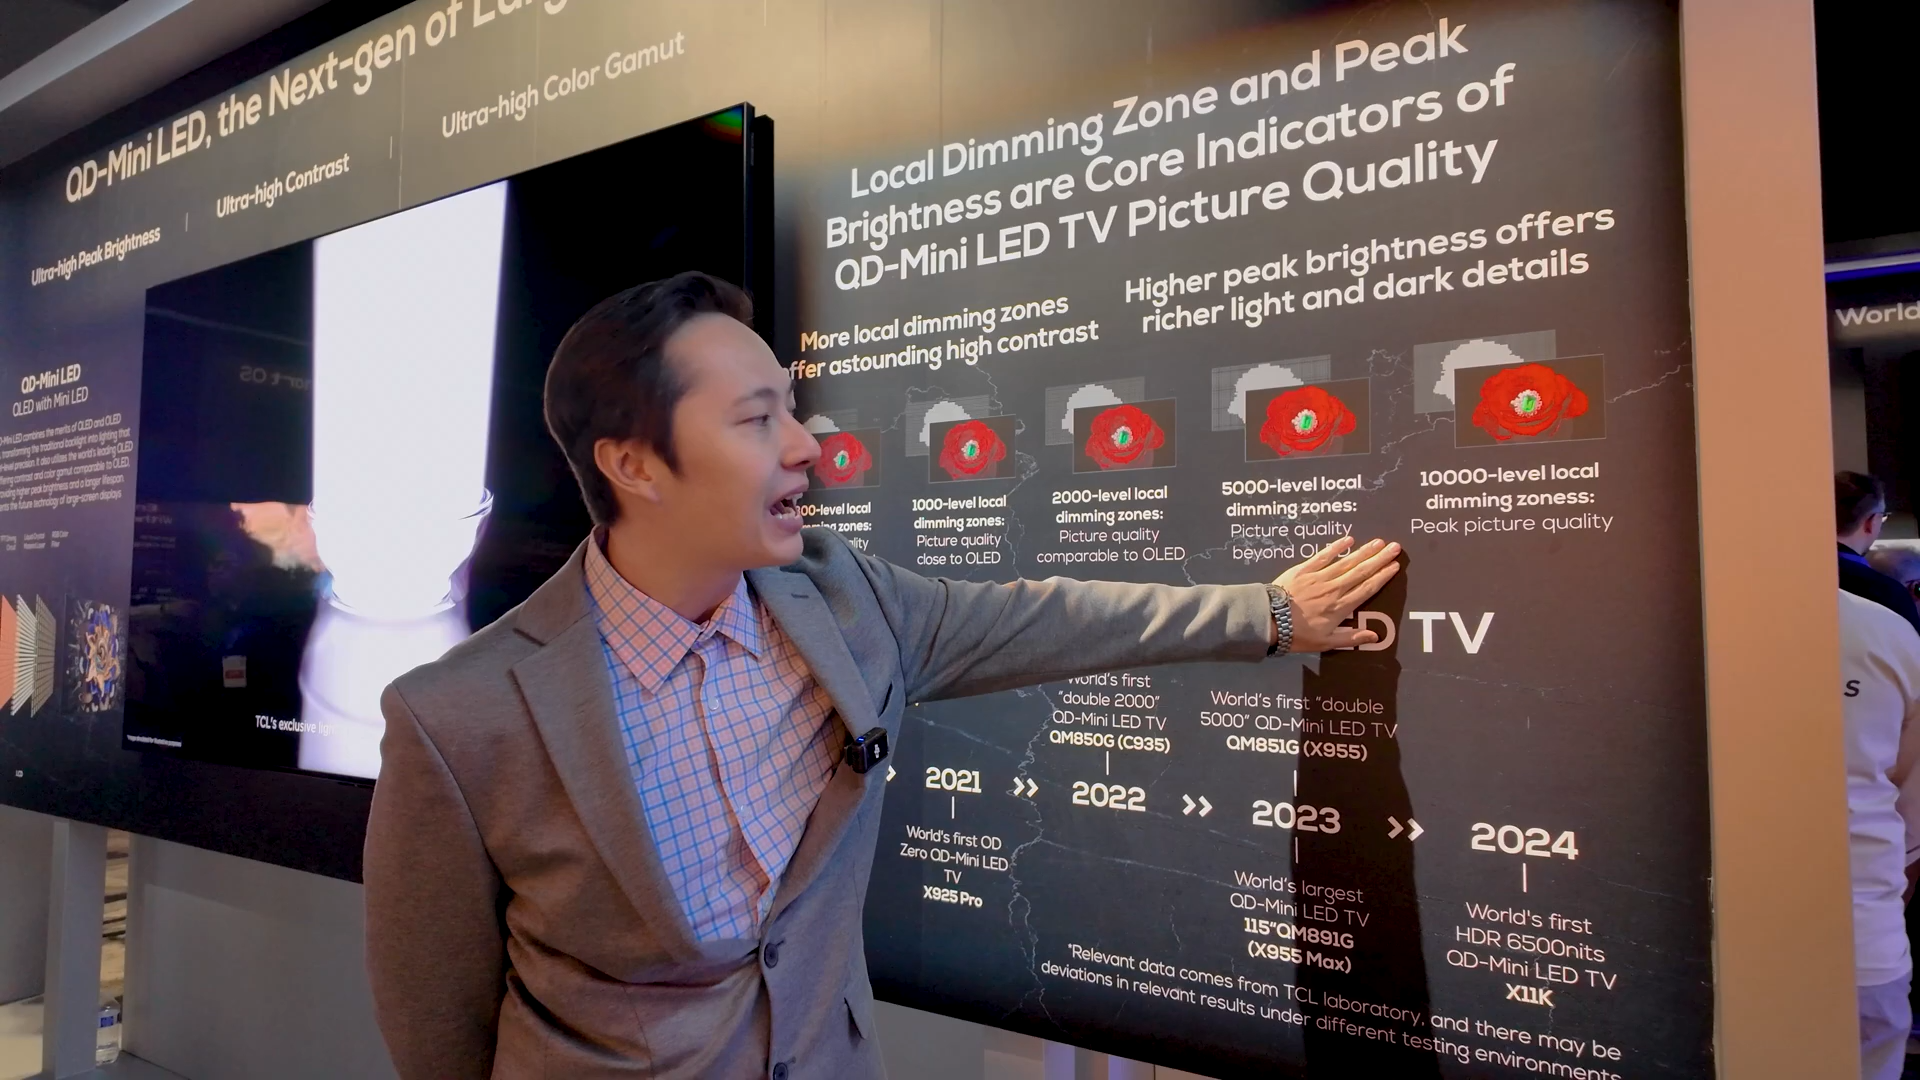 QD-Mini LED, the Next-gen of
Ultra-high Peak Brightness
Ultra-high Contrast
Ultra-high Color Gamut
QD-Mini LED
QLED with Mini LED
TCL's exclusive
Local Dimming Zone and Peak
Brightness are Core Indicators of
QD-Mini LED TV Picture Quality
More local dimming zones
ffer astounding high contrast
Higher peak brightness offers
richer light and dark details
00-level local
zones:
1000-level local
dimming zones:
Picture quality
close to OLED
2000-level local
dimming zones:
Picture quality
comparable to OLED
5000-level local
dimming zones:
Picture quality
beyond
10000-level local
dimming zoness:
Peak picture quality
ED TV
World's first
"double 2000"
QD-Mini LED TV
QM850G (C935)
World's first "double
5000" QD-Mini LED TV
QM851G (X955)
2021 >> 2022 >> 2023 >> 2024
World's first OD
Zero QD-Mini LED
TV
X925 Pro
World's largest
QD-Mini LED TV
115"QM891G
(X955 Max)
World's first
HDR 6500nits
QD-Mini LED TV
X11K
*Relevant data comes from TCL laboratory, and there may be
deviations in relevant results under different testing environments
World
S